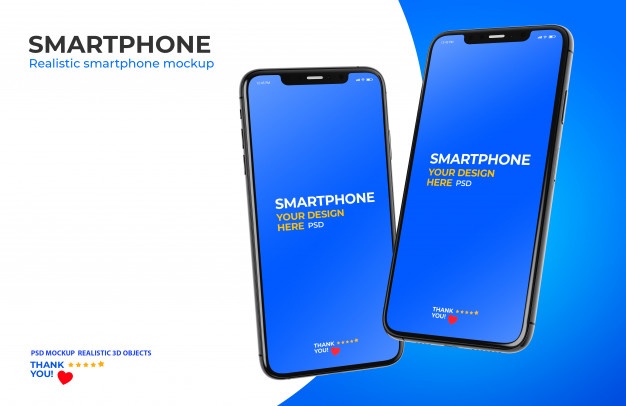 SMARTPHONE
Realistic smartphone mockup
SMARTPHONE
YOUR DESIGN
HERE PSD
THANK
YOU!
SMARTPHONE
YOUR DESIGN
HERE PSD
THANK
YOU!
PSD MOCKUP REALISTIC 3D OBJECTS
THANK
YOU!